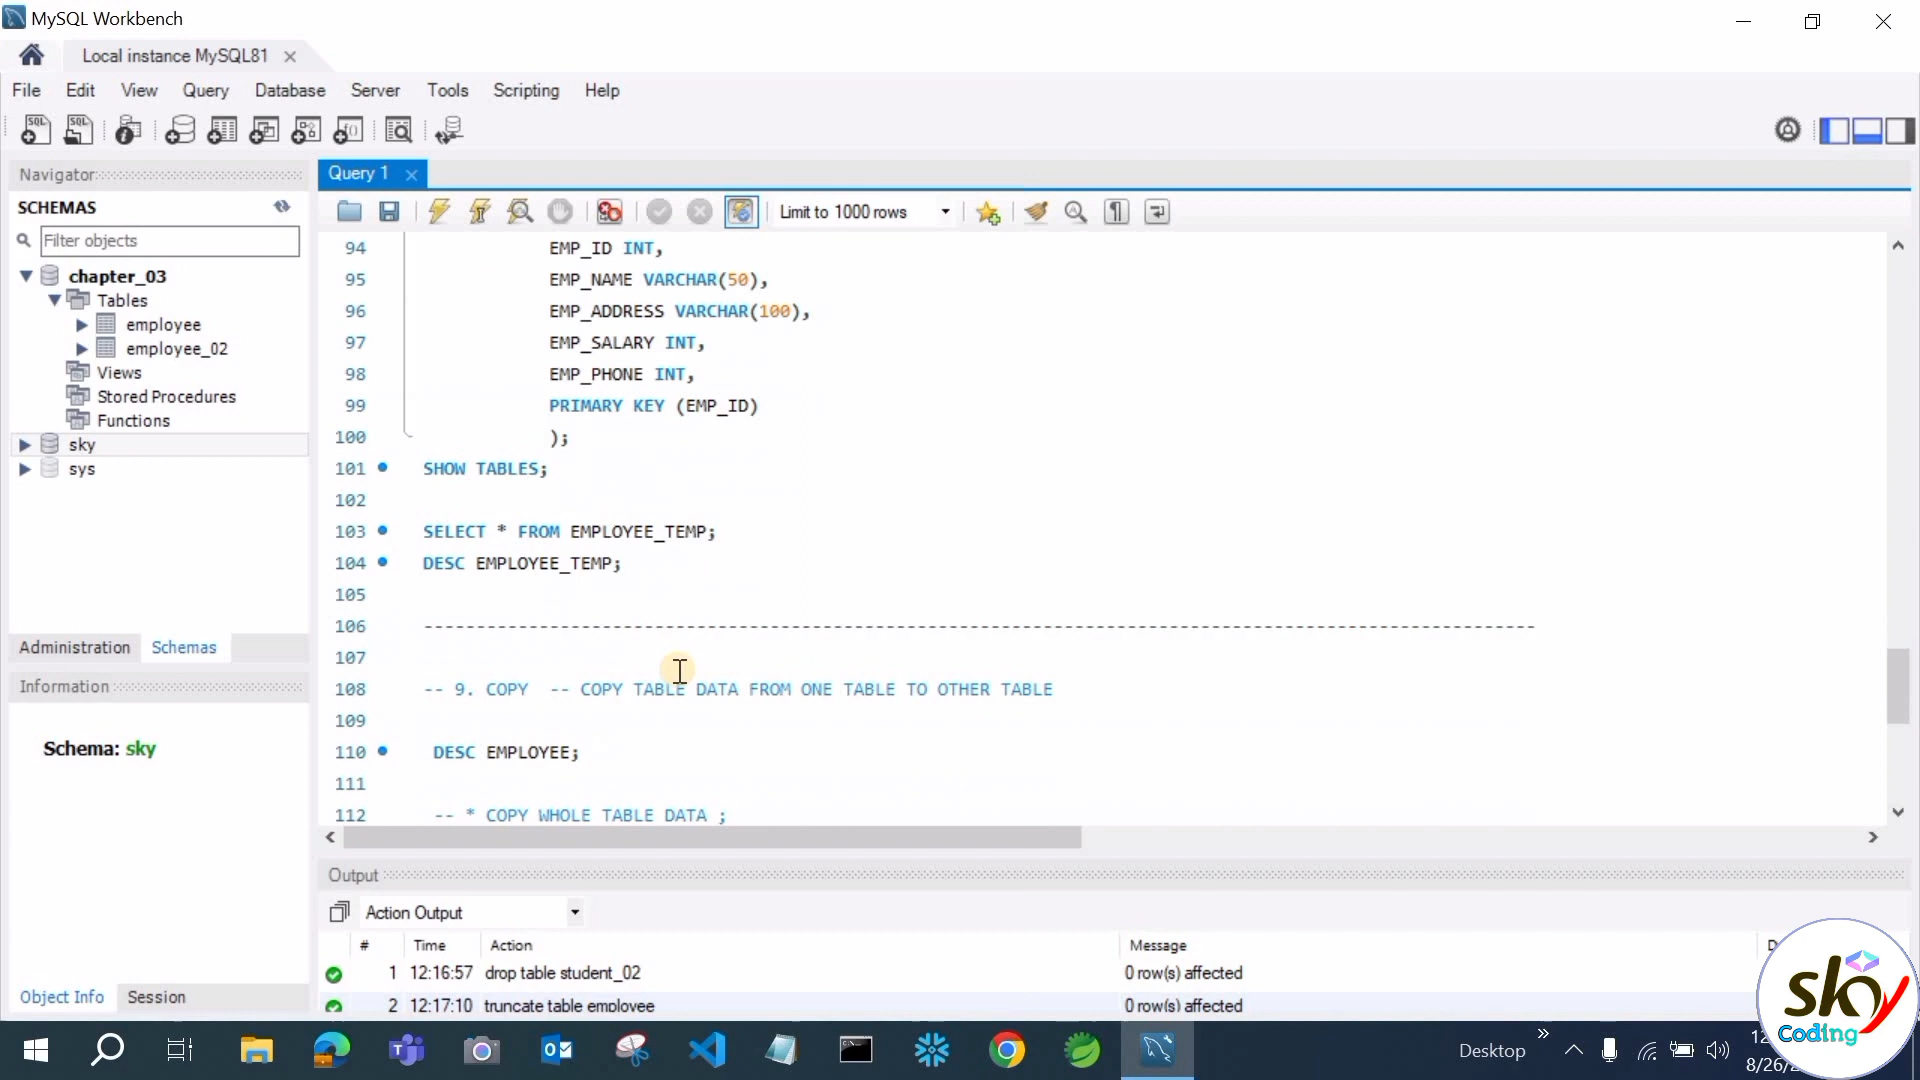 MySQL Workbench
Local instance MySQL81
File Edit View Query Database Server Tools Scripting Help
Navigator
SCHEMAS
Filter objects
chapter_03
Tables
employee
employee_02
Views
Stored Procedures
Functions
sky
sys
Administration Schemas
Information
Schema: sky
Object Info Session
Query 1
Limit to 1000 rows
94 EMP_ID INT,
95 EMP_NAME VARCHAR(50),
96 EMP_ADDRESS VARCHAR(100),
97 EMP_SALARY INT,
98 EMP_PHONE INT,
99 PRIMARY KEY (EMP_ID)
100 );
101 SHOW TABLES;
102
103 SELECT * FROM EMPLOYEE_TEMP;
104 DESC EMPLOYEE_TEMP;
105
106 ----------------------------------------------------------------------------------------------------------
107
108 -- 9. COPY -- COPY TABLE DATA FROM ONE TABLE TO OTHER TABLE
109
110 DESC EMPLOYEE;
111
112 -- * COPY WHOLE TABLE DATA ;
Output
Action Output
# Time Action Message
1 12:16:57 drop table student_02 0 row(s) affected
2 12:17:10 truncate table employee 0 row(s) affected
sky
Coding
Desktop
8/26/